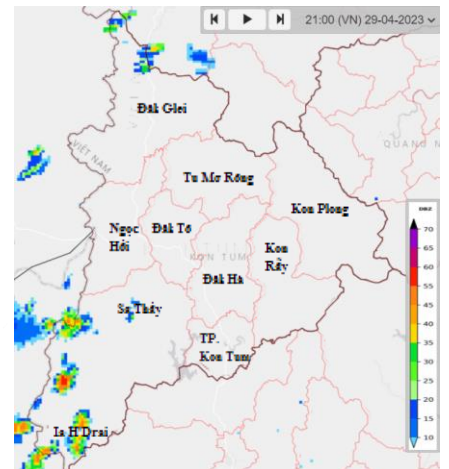 21:00 (VN) 29-04-2023
Đăk Glei
VIỆT NAM
QUẢNG N
Tu Mơ Rông
Kon Plong
Ngọc
Hồi
Đăk Tô
Kon
Rẫy
KON TUM
Đăk Hà
Sa Thầy
TP.
Kon Tum
Ia H Drai
DBZ
70
65
60
55
50
45
40
35
30
25
20
15
10